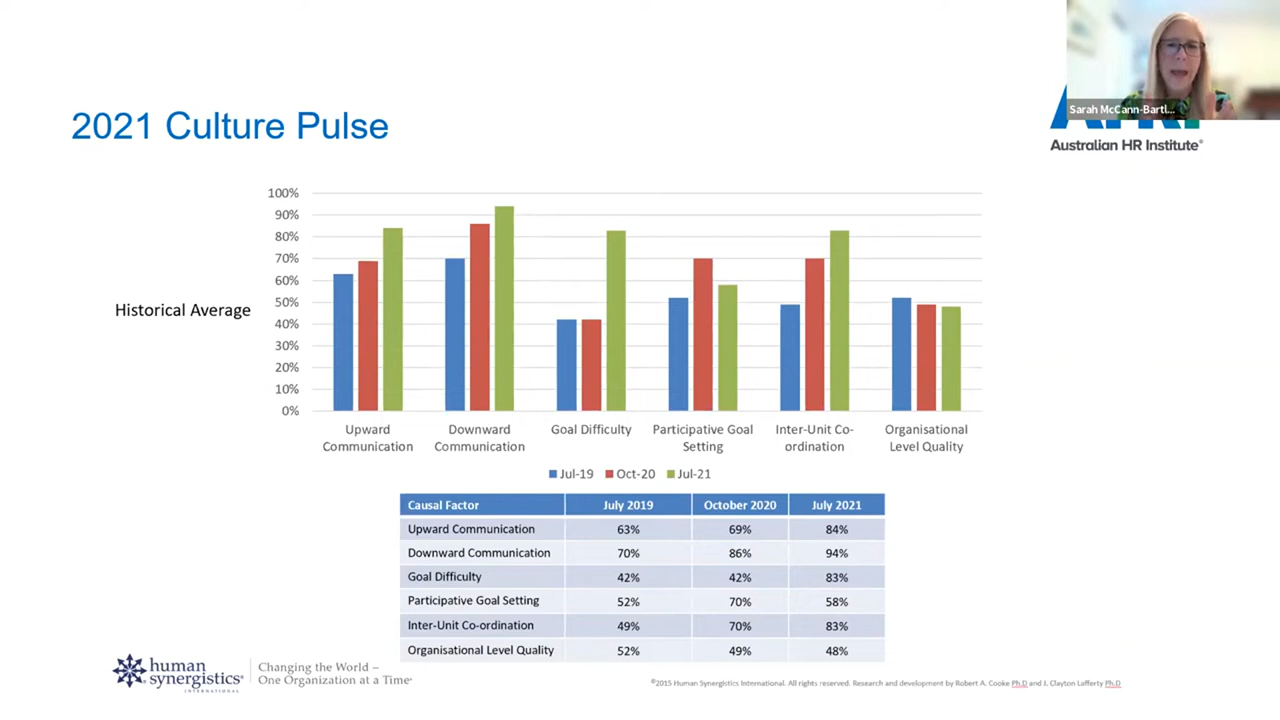 Sarah McCann-Bartl...
2021 Culture Pulse
Australian HR Institute®
100%
90%
80%
70%
60%
50%
40%
30%
20%
10%
0%
Historical Average
Upward Communication
Downward Communication
Goal Difficulty
Participative Goal Setting
Inter-Unit Co-ordination
Organisational Level Quality
Jul-19 Oct-20 Jul-21
Causal Factor July 2019 October 2020 July 2021
Upward Communication 63% 69% 84%
Downward Communication 70% 86% 94%
Goal Difficulty 42% 42% 83%
Participative Goal Setting 52% 70% 58%
Inter-Unit Co-ordination 49% 70% 83%
Organisational Level Quality 52% 49% 48%
human
synergistics®
INTERNATIONAL
Changing the World –
One Organization at a Time®
©2015 Human Synergistics International. All rights reserved. Research and development by Robert A. Cooke Ph.D and J. Clayton Lafferty Ph.D